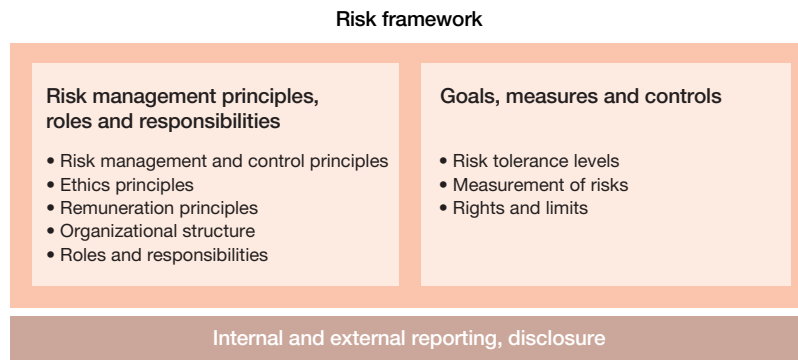 Risk framework
Risk management principles,
roles and responsibilities
• Risk management and control principles
• Ethics principles
• Remuneration principles
• Organizational structure
• Roles and responsibilities
Goals, measures and controls
• Risk tolerance levels
• Measurement of risks
• Rights and limits
Internal and external reporting, disclosure